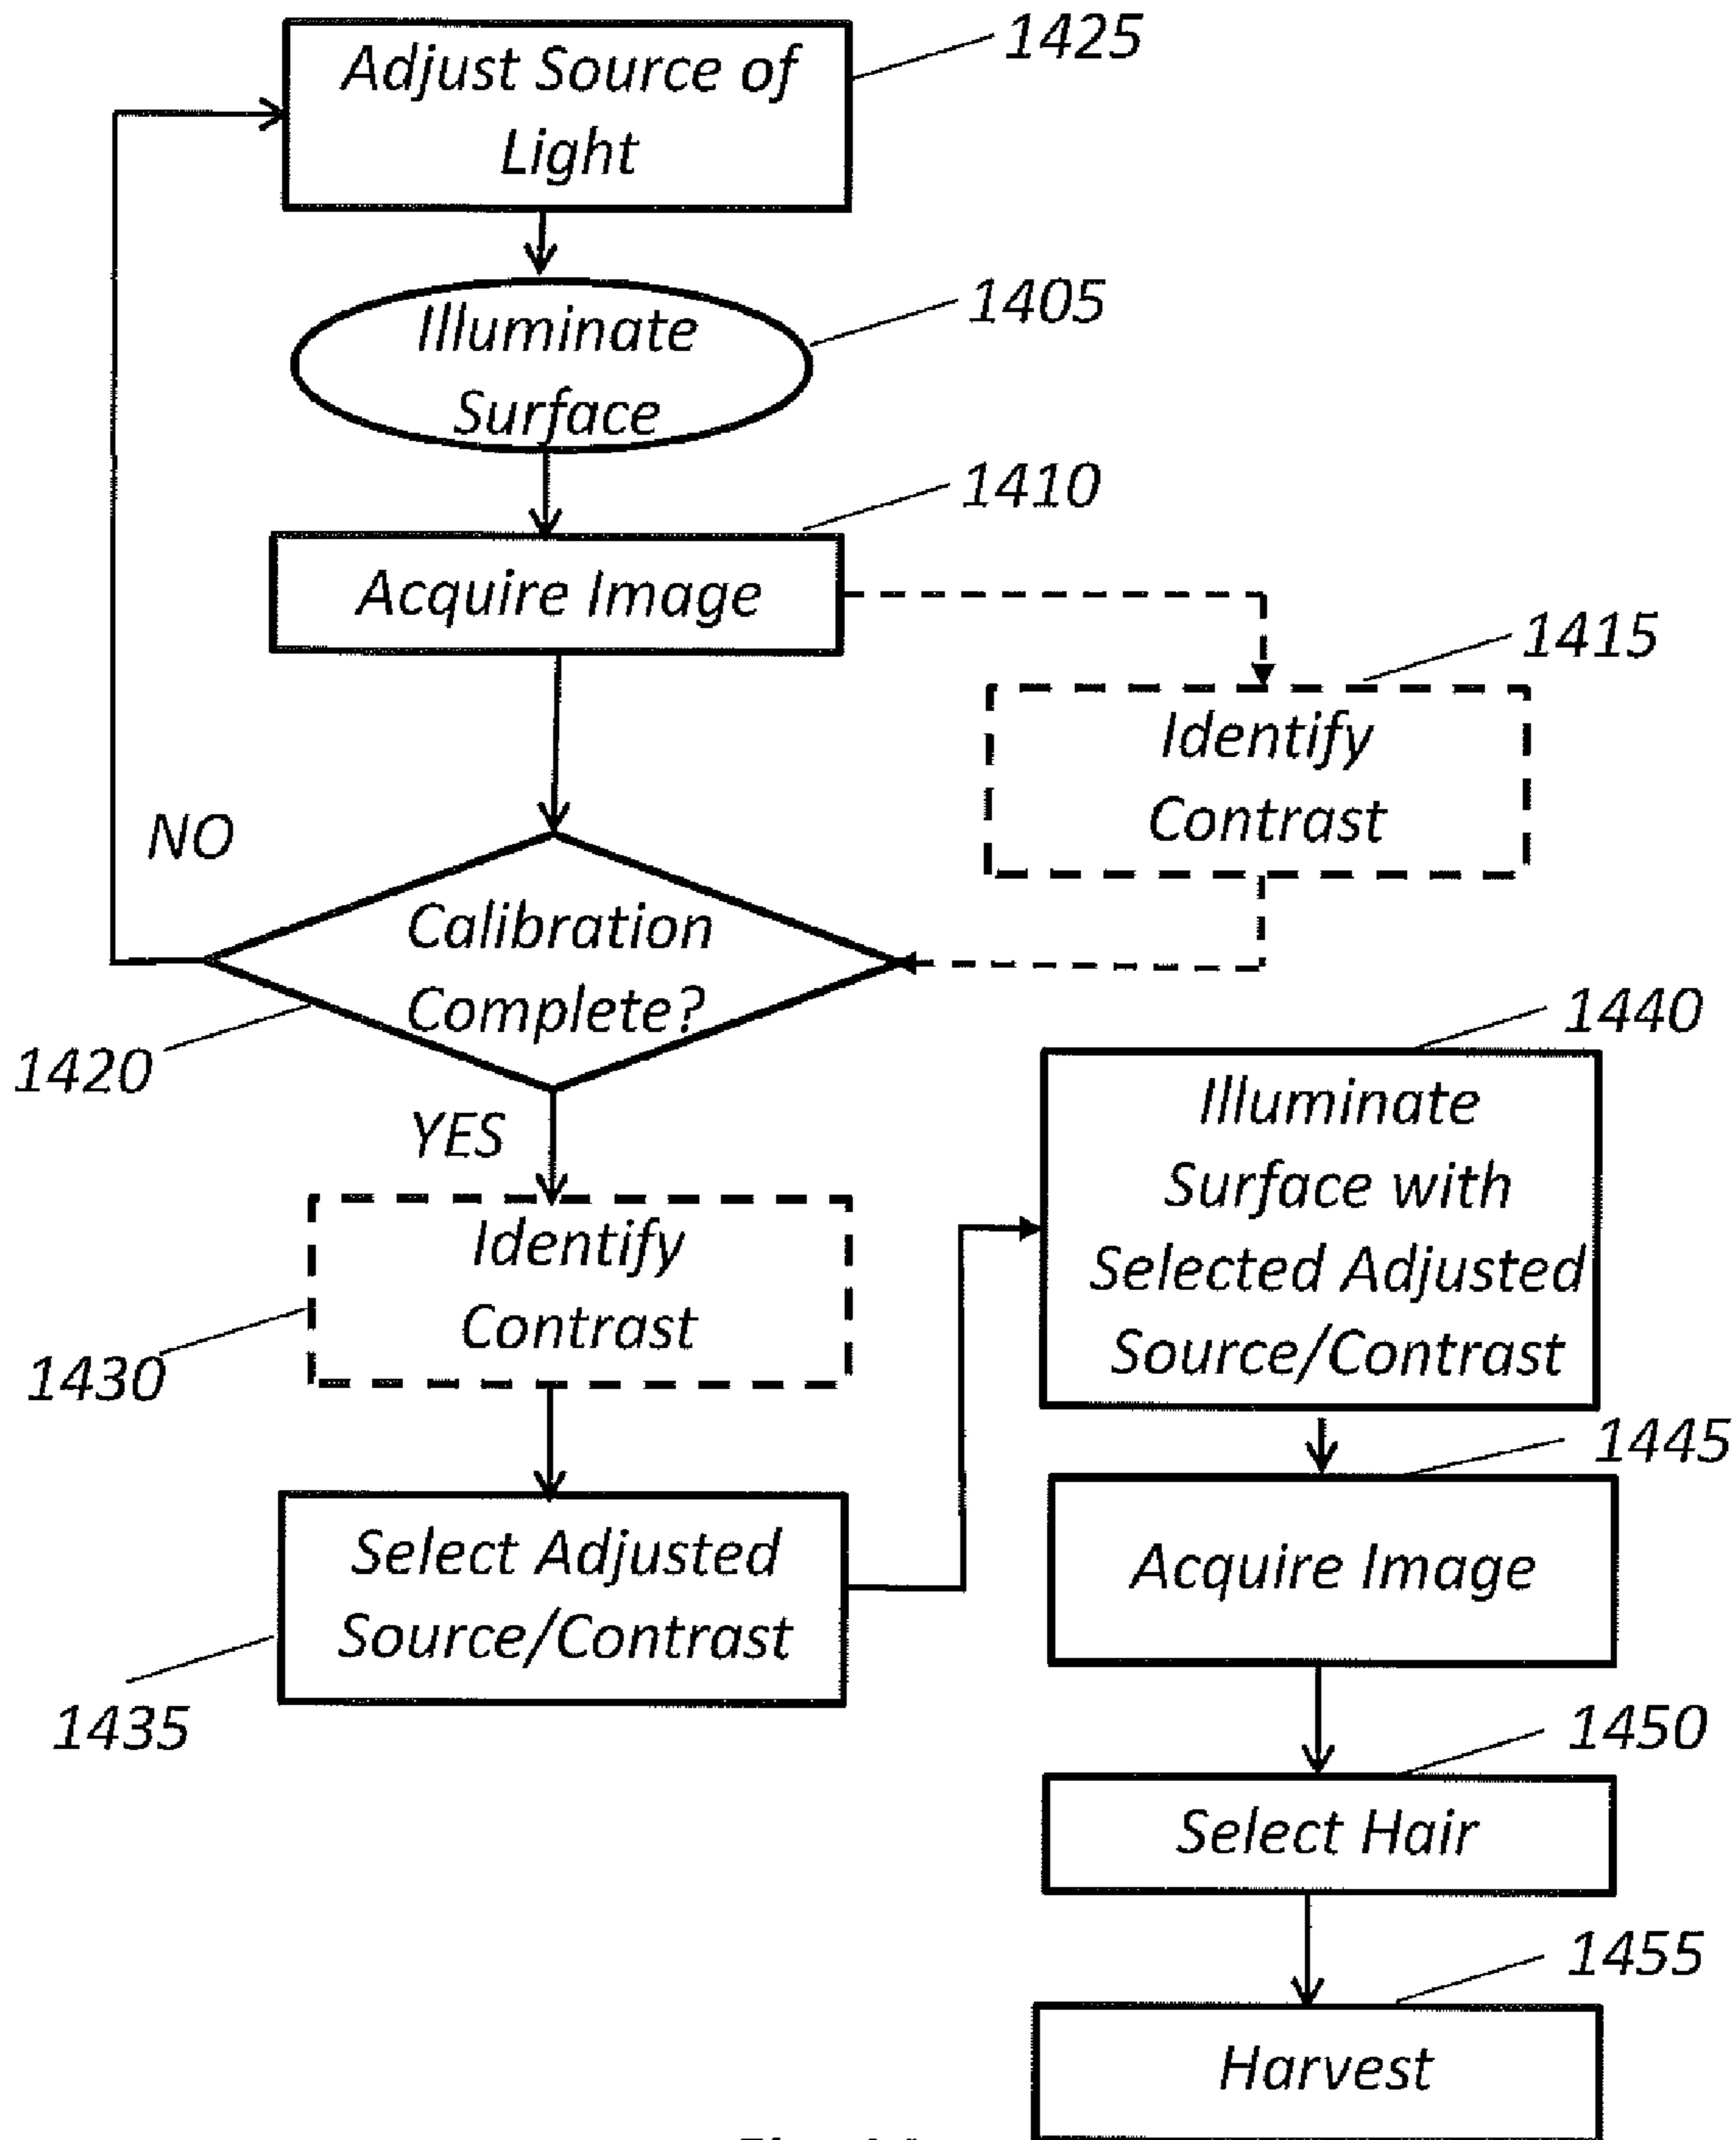 Adjust Source of
Light
1425
Illuminate
Surface
1405
1410
Acquire Image
1415
Identify
Contrast
NO
Calibration
Complete?
1420
YES
Identify
Contrast
1430
Select Adjusted
Source/Contrast
1435
1440
Illuminate
Surface with
Selected Adjusted
Source/Contrast
1445
Acquire Image
1450
Select Hair
1455
Harvest